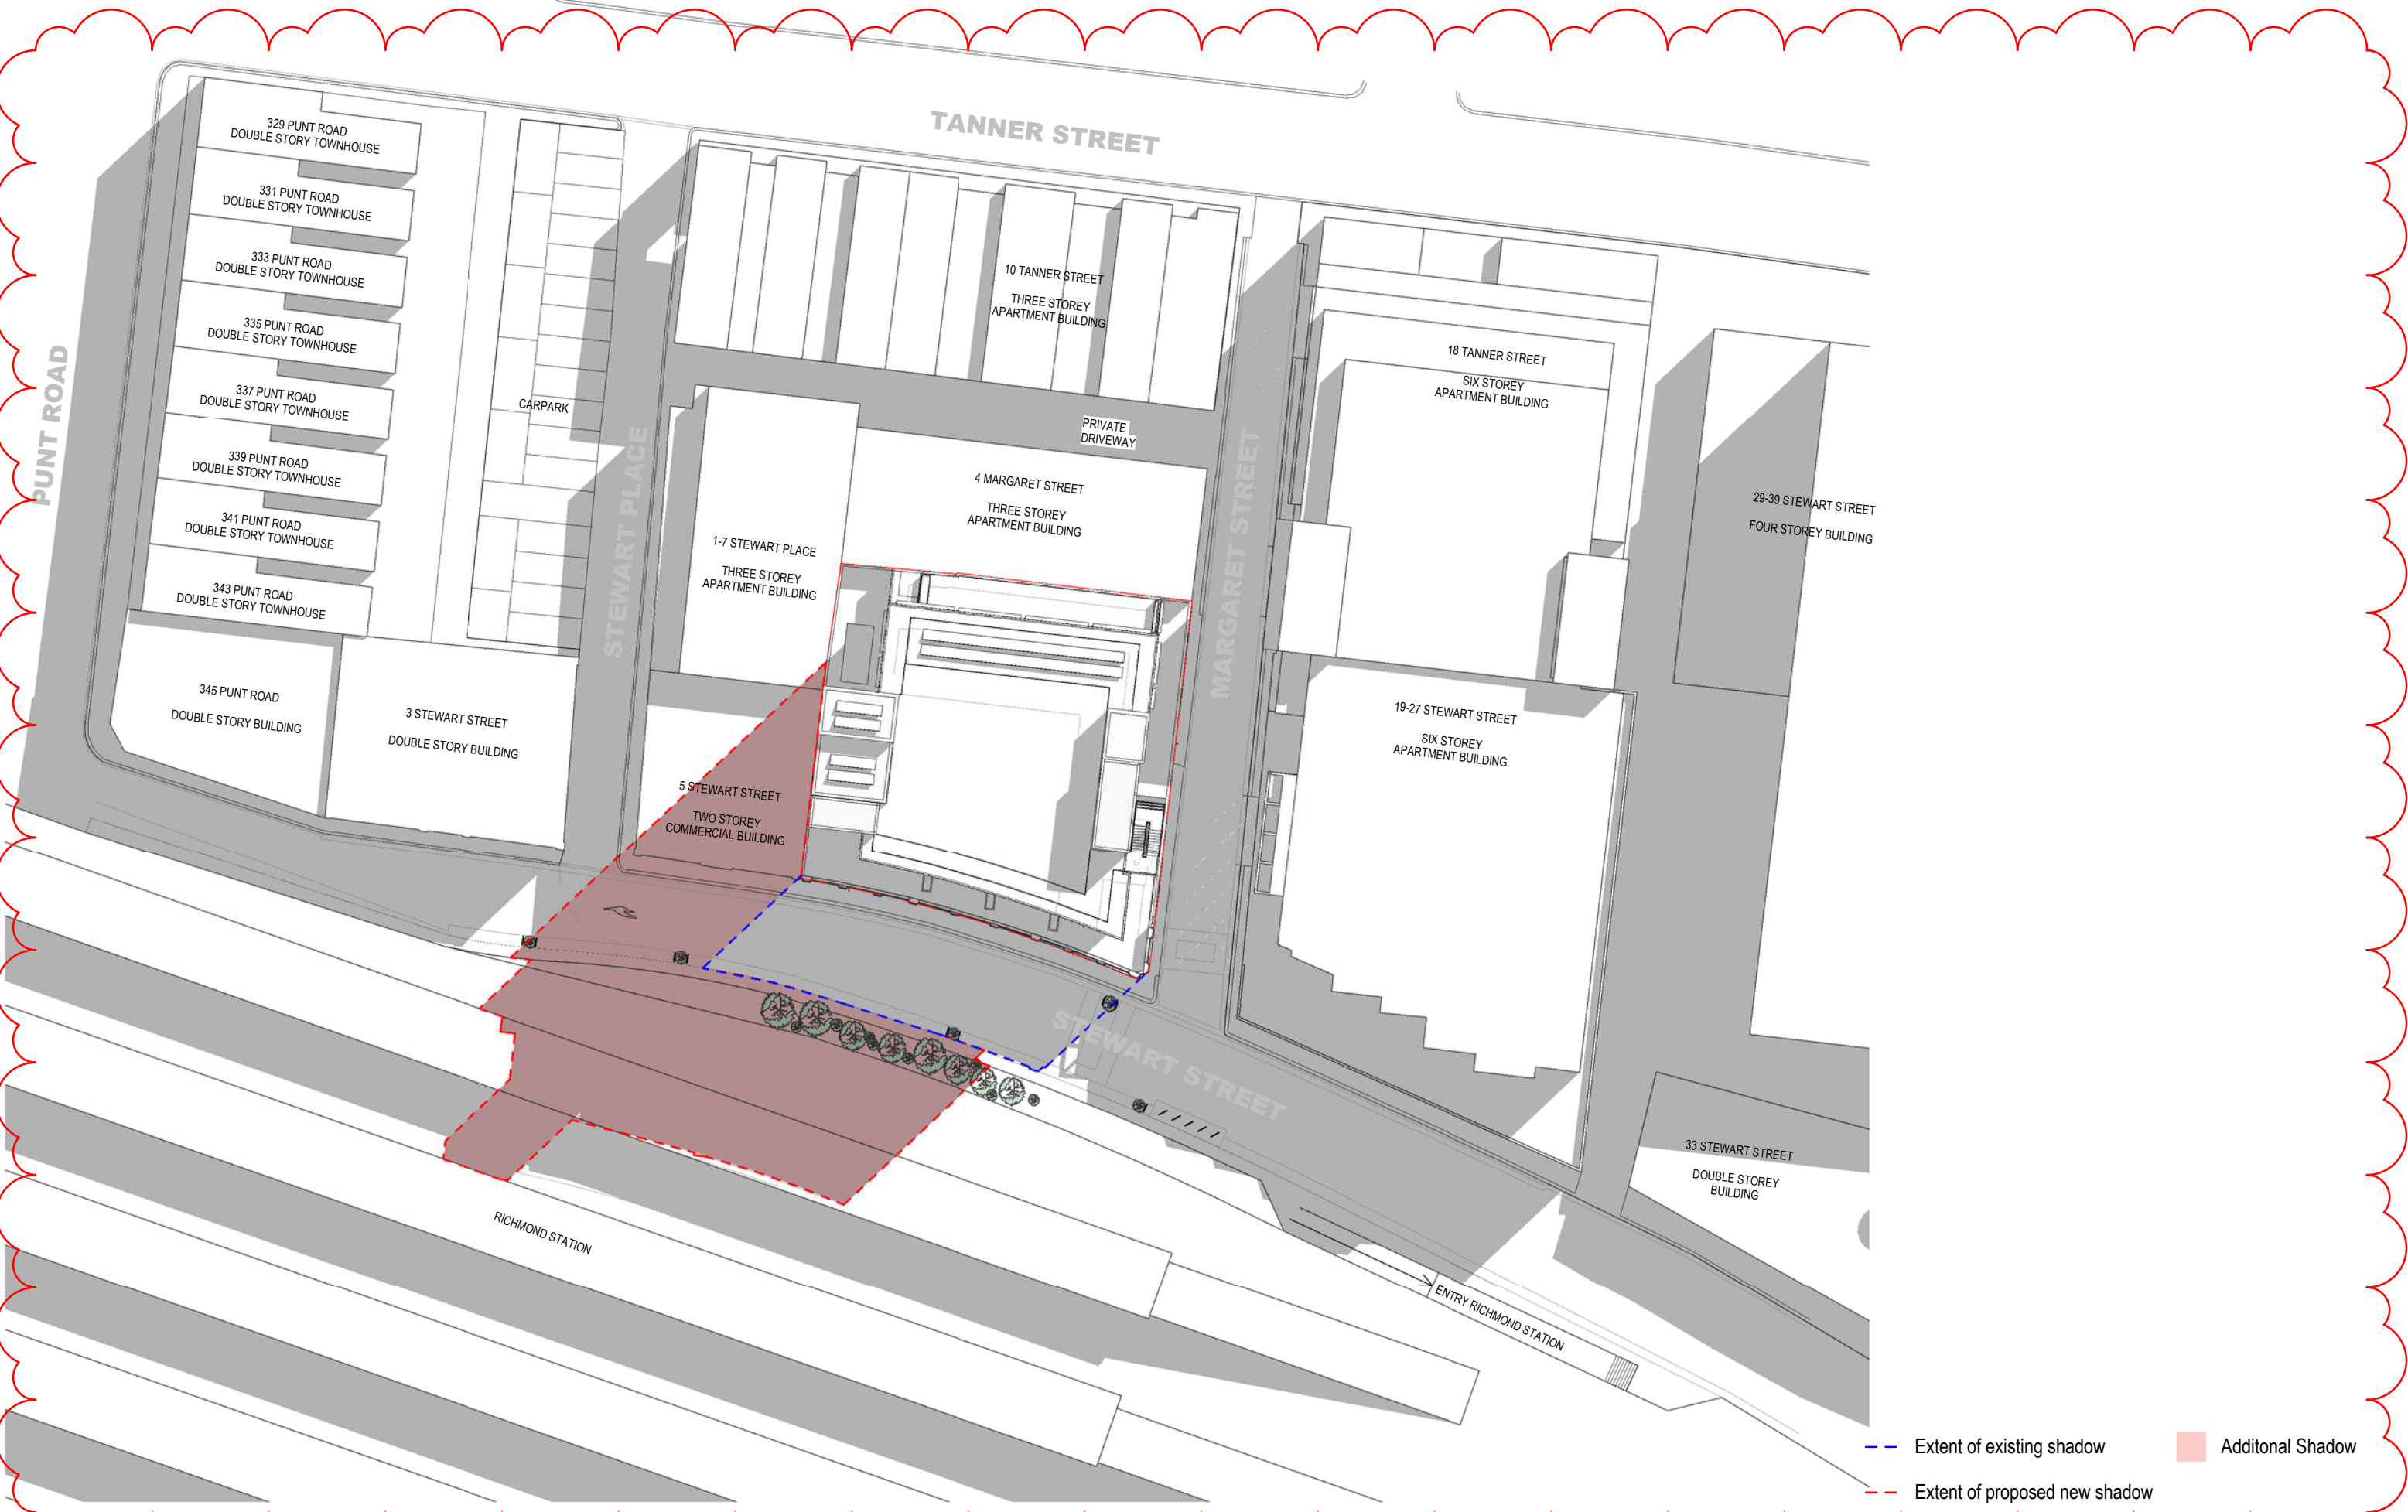 TANNER STREET
329 PUNT ROAD
DOUBLE STORY TOWNHOUSE
331 PUNT ROAD
DOUBLE STORY TOWNHOUSE
333 PUNT ROAD
DOUBLE STORY TOWNHOUSE
335 PUNT ROAD
DOUBLE STORY TOWNHOUSE
337 PUNT ROAD
DOUBLE STORY TOWNHOUSE
339 PUNT ROAD
DOUBLE STORY TOWNHOUSE
341 PUNT ROAD
DOUBLE STORY TOWNHOUSE
343 PUNT ROAD
DOUBLE STORY TOWNHOUSE
345 PUNT ROAD
DOUBLE STORY BUILDING
3 STEWART STREET
DOUBLE STORY BUILDING
PUNT ROAD
CARPARK
STEWART PLACE
10 TANNER STREET
THREE STOREY
APARTMENT BUILDING
PRIVATE
DRIVEWAY
4 MARGARET STREET
THREE STOREY
APARTMENT BUILDING
1-7 STEWART PLACE
THREE STOREY
APARTMENT BUILDING
5 STEWART STREET
TWO STOREY
COMMERCIAL BUILDING
MARGARET STREET
18 TANNER STREET
SIX STOREY
APARTMENT BUILDING
29-39 STEWART STREET
FOUR STOREY BUILDING
19-27 STEWART STREET
SIX STOREY
APARTMENT BUILDING
STEWART STREET
33 STEWART STREET
DOUBLE STOREY
BUILDING
RICHMOND STATION
ENTRY RICHMOND STATION
Extent of existing shadow
Additonal Shadow
Extent of proposed new shadow